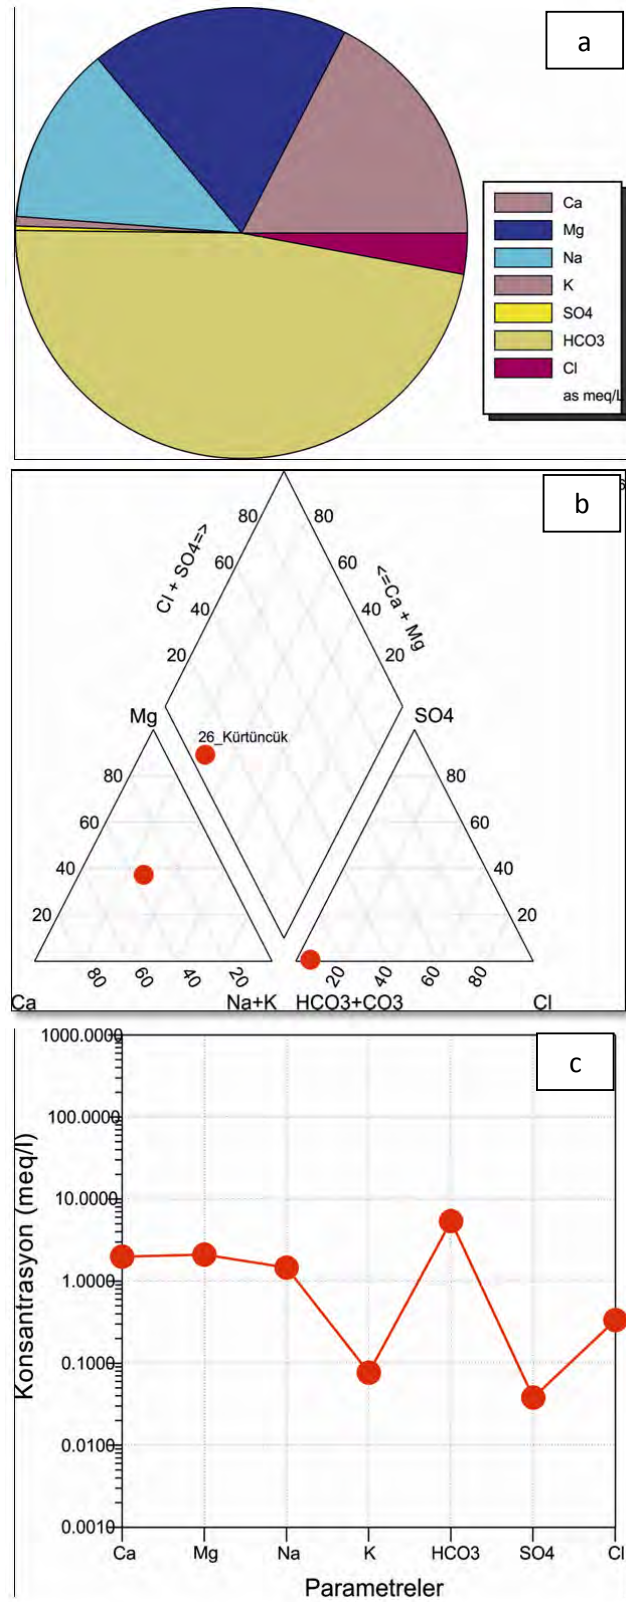 a
Ca
Mg
Na
K
SO4
HCO3
Cl
as meq/L
b
6
80 80
60 60
40 40
20 20
Cl + SO4=>
<=Ca + Mg
Mg SO4
26_Kürtüncük
80 80
60 60
40 40
20 20
80 60 40 20 20 40 60 80
Ca Na+K HCO3+CO3 Cl
c
1000.0000
100.0000
10.0000
1.0000
0.1000
0.0100
0.0010
Konsantrasyon (meq/l)
Ca Mg Na K HCO3 SO4 Cl
Parametreler